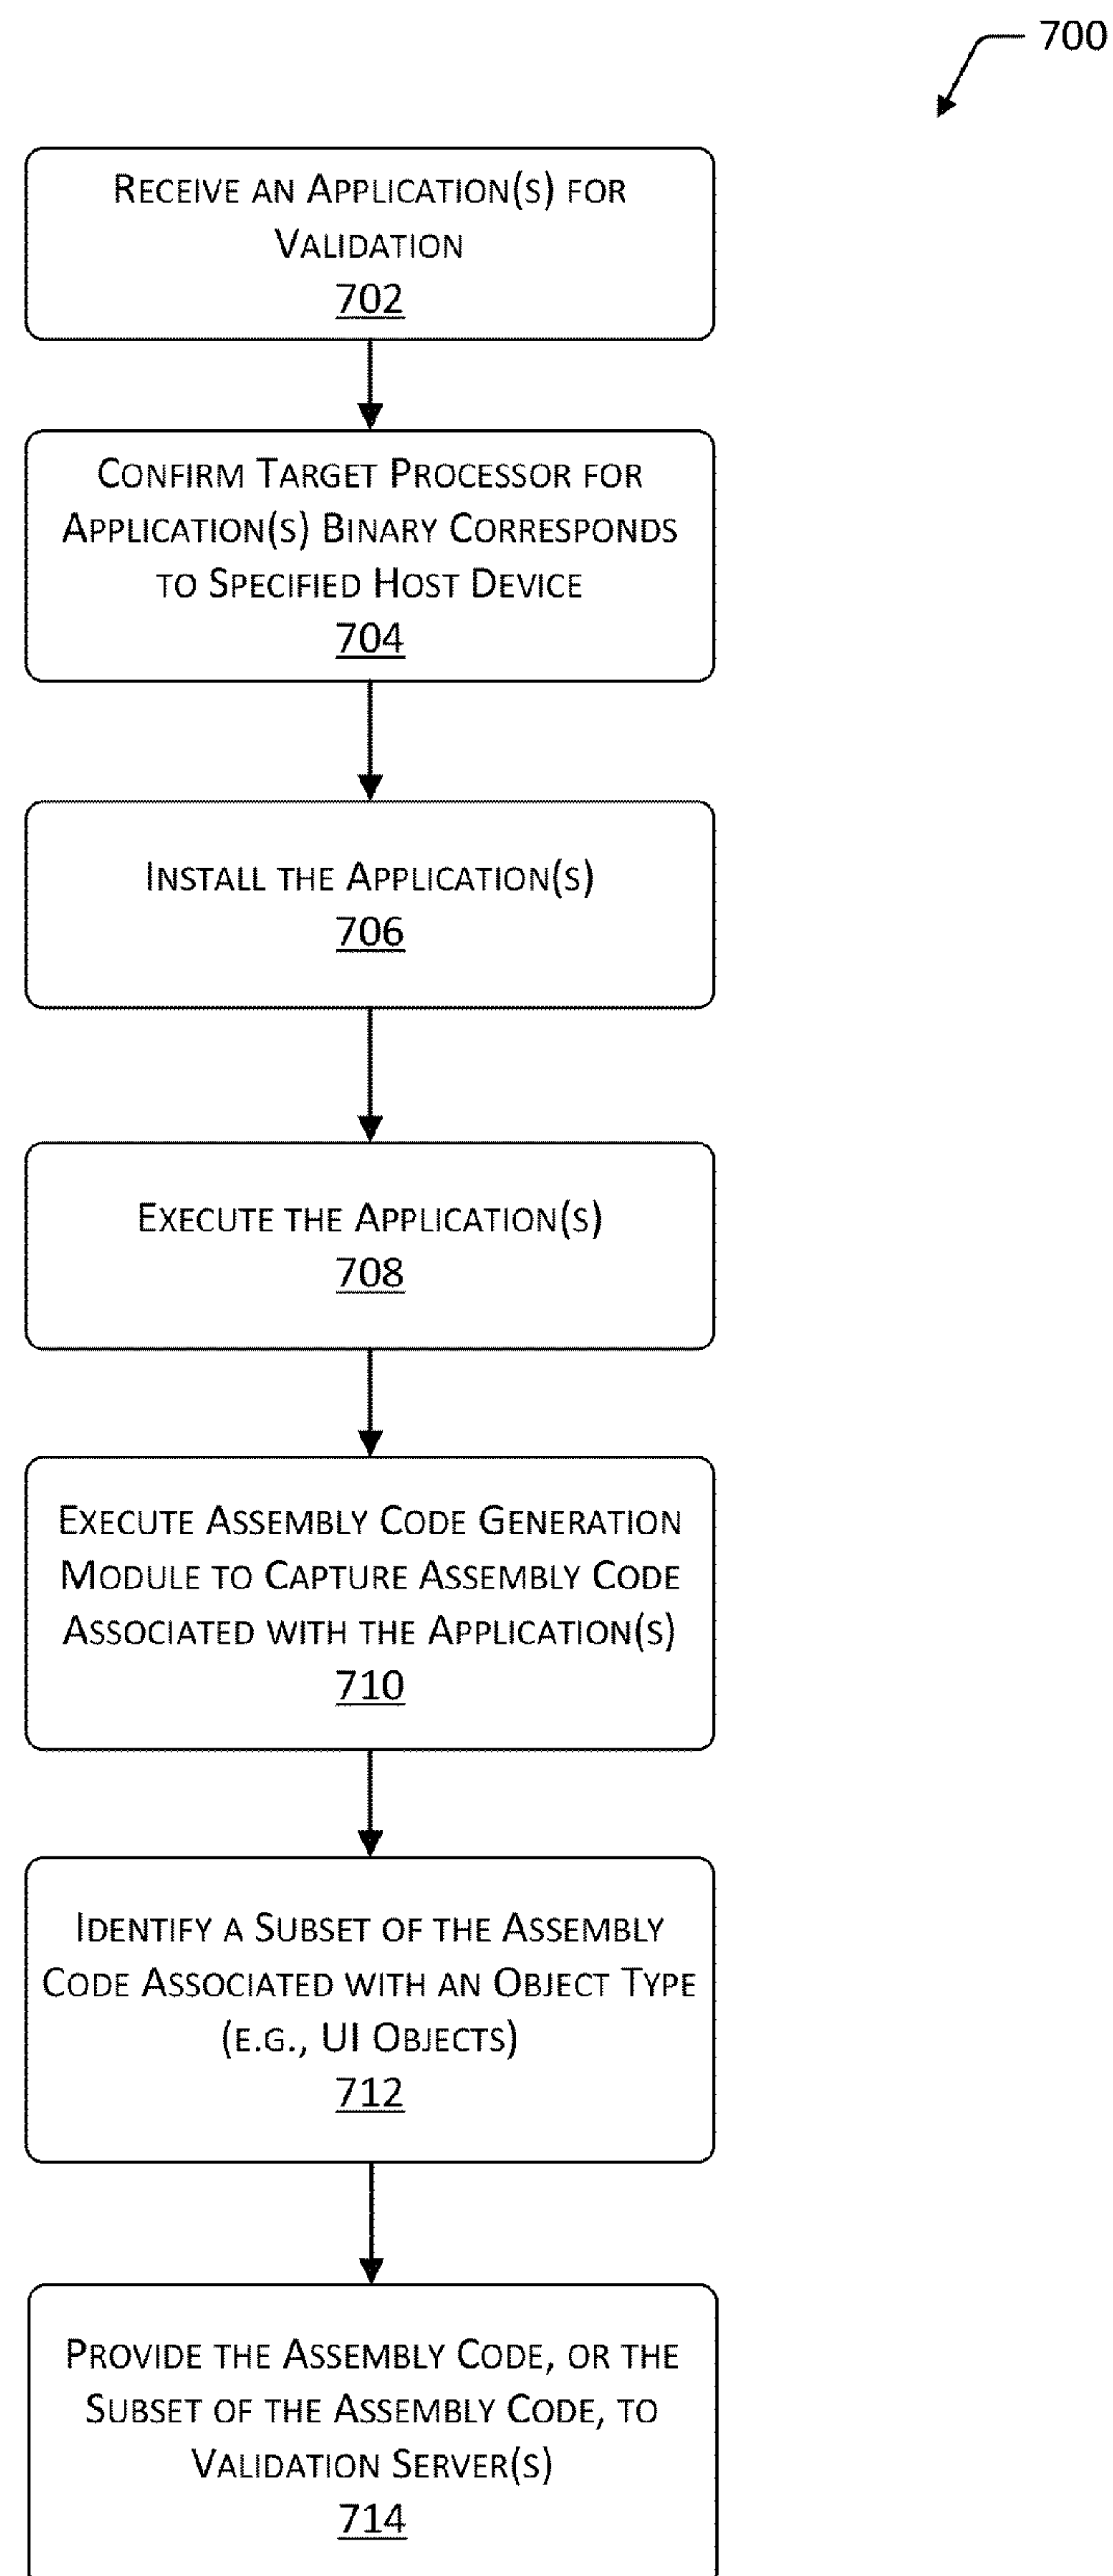 700
Receive an Application(s) for
Validation
702
Confirm Target Processor for
Application(s) Binary Corresponds
to Specified Host Device
704
Install the Application(s)
706
Execute the Application(s)
708
Execute Assembly Code Generation
Module to Capture Assembly Code
Associated with the Application(s)
710
Identify a Subset of the Assembly
Code Associated with an Object Type
(e.g., UI Objects)
712
Provide the Assembly Code, or the
Subset of the Assembly Code, to
Validation Server(s)
714